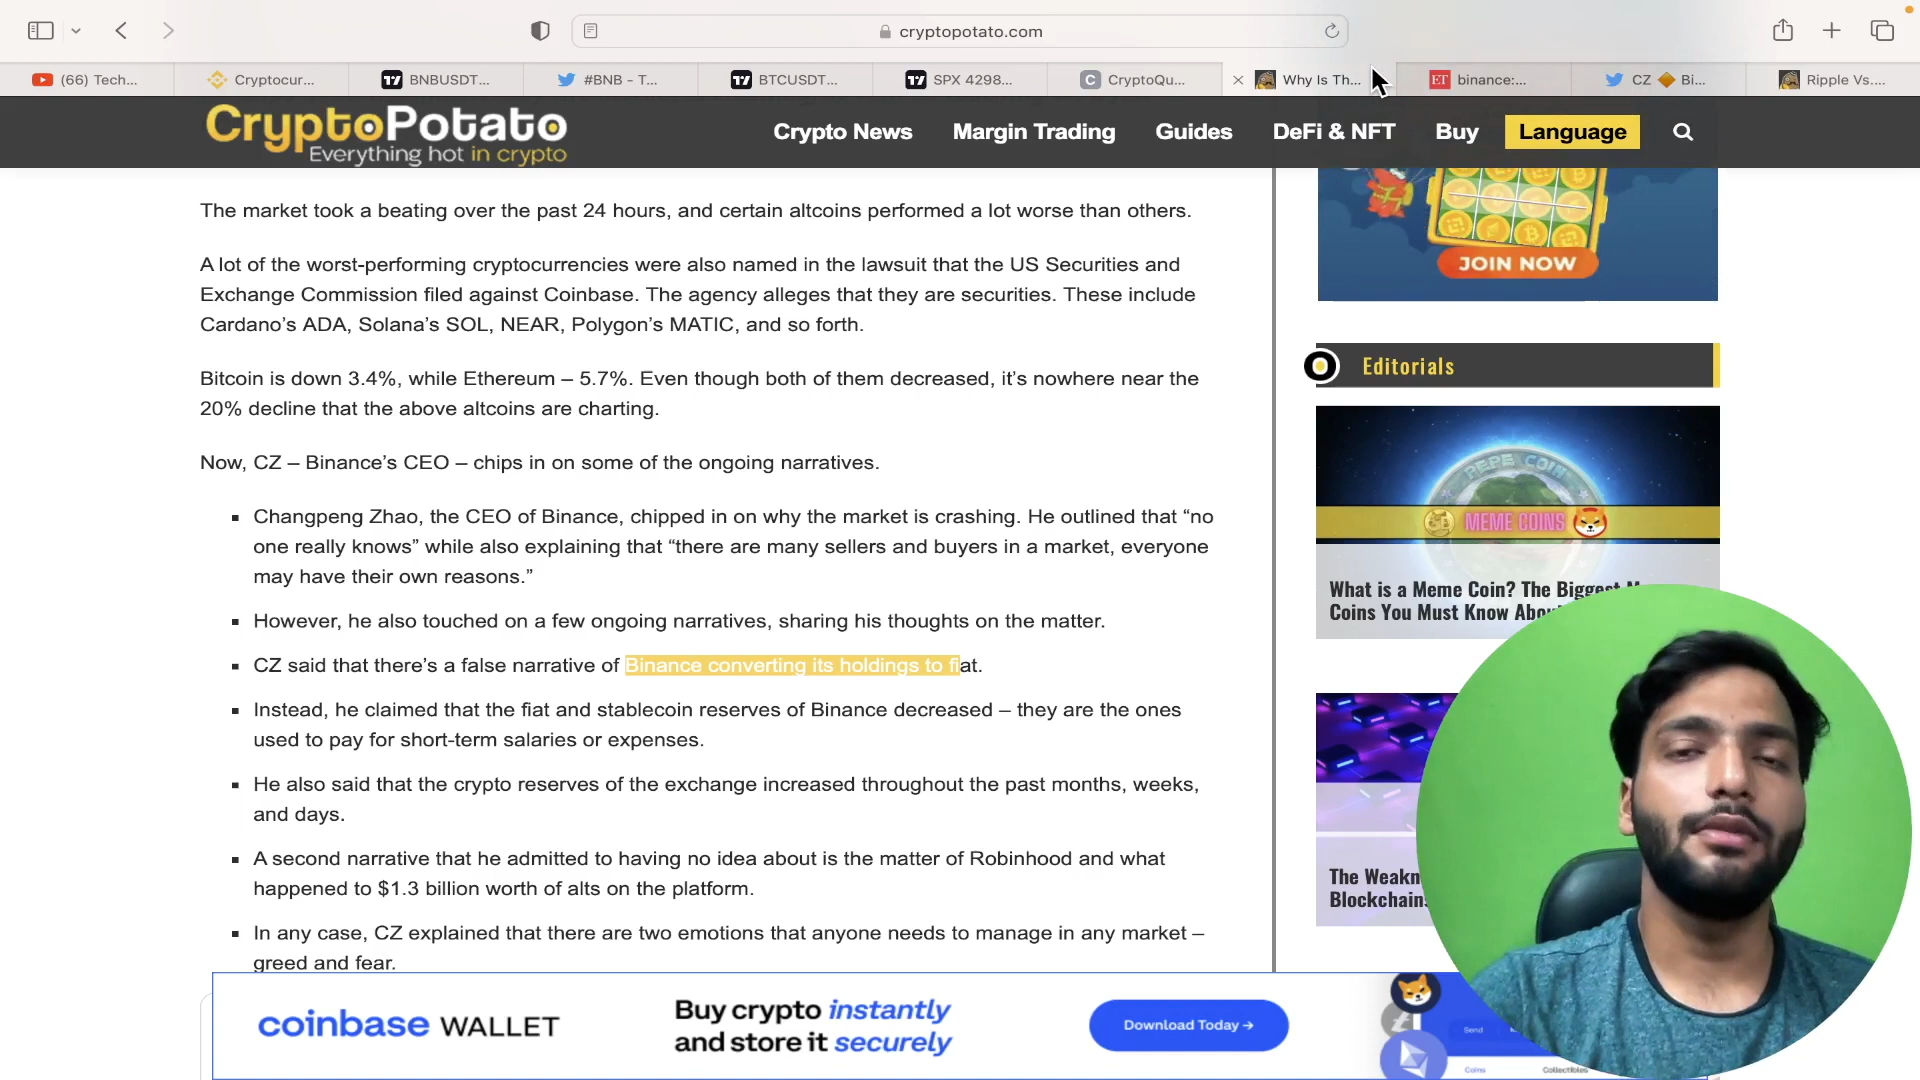 cryptopotato.com
(66) Tech...
Cryptocur...
BNBUSDT...
#BNB - T...
BTCUSDT...
SPX 4298...
CryptoQu...
Why Is Th...
binance:...
CZ 🔶 Bi...
Ripple Vs....
CryptoPotato
Everything hot in crypto
Crypto News
Margin Trading
Guides
DeFi & NFT
Buy
Language
The market took a beating over the past 24 hours, and certain altcoins performed a lot worse than others.
A lot of the worst-performing cryptocurrencies were also named in the lawsuit that the US Securities and
Exchange Commission filed against Coinbase. The agency alleges that they are securities. These include
Cardano’s ADA, Solana’s SOL, NEAR, Polygon’s MATIC, and so forth.
Bitcoin is down 3.4%, while Ethereum – 5.7%. Even though both of them decreased, it’s nowhere near the
20% decline that the above altcoins are charting.
Now, CZ – Binance’s CEO – chips in on some of the ongoing narratives.
Changpeng Zhao, the CEO of Binance, chipped in on why the market is crashing. He outlined that “no
one really knows” while also explaining that “there are many sellers and buyers in a market, everyone
may have their own reasons.”
However, he also touched on a few ongoing narratives, sharing his thoughts on the matter.
CZ said that there’s a false narrative of Binance converting its holdings to fiat.
Instead, he claimed that the fiat and stablecoin reserves of Binance decreased – they are the ones
used to pay for short-term salaries or expenses.
He also said that the crypto reserves of the exchange increased throughout the past months, weeks,
and days.
A second narrative that he admitted to having no idea about is the matter of Robinhood and what
happened to $1.3 billion worth of alts on the platform.
In any case, CZ explained that there are two emotions that anyone needs to manage in any market –
greed and fear.
JOIN NOW
Editorials
PEPE COIN
MEME COINS
What is a Meme Coin? The Biggest
Coins You Must Know
The
Blockchain
coinbase WALLET
Buy crypto instantly
and store it securely
Download Today →
Send
Coins
Collectibles